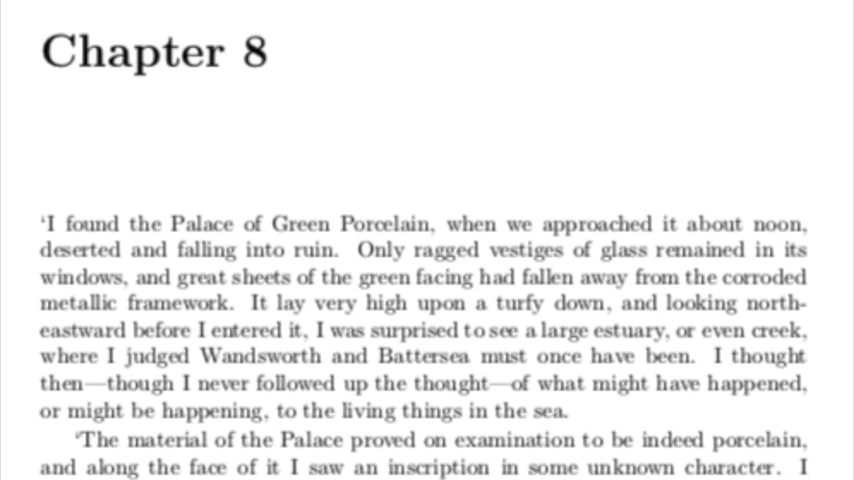 Chapter 8
‘I found the Palace of Green Porcelain, when we approached it about noon,
deserted and falling into ruin. Only ragged vestiges of glass remained in its
windows, and great sheets of the green facing had fallen away from the corroded
metallic framework. It lay very high upon a turfy down, and looking north-
eastward before I entered it, I was surprised to see a large estuary, or even creek,
where I judged Wandsworth and Battersea must once have been. I thought
then—though I never followed up the thought—of what might have happened,
or might be happening, to the living things in the sea.
‘The material of the Palace proved on examination to be indeed porcelain,
and along the face of it I saw an inscription in some unknown character. I